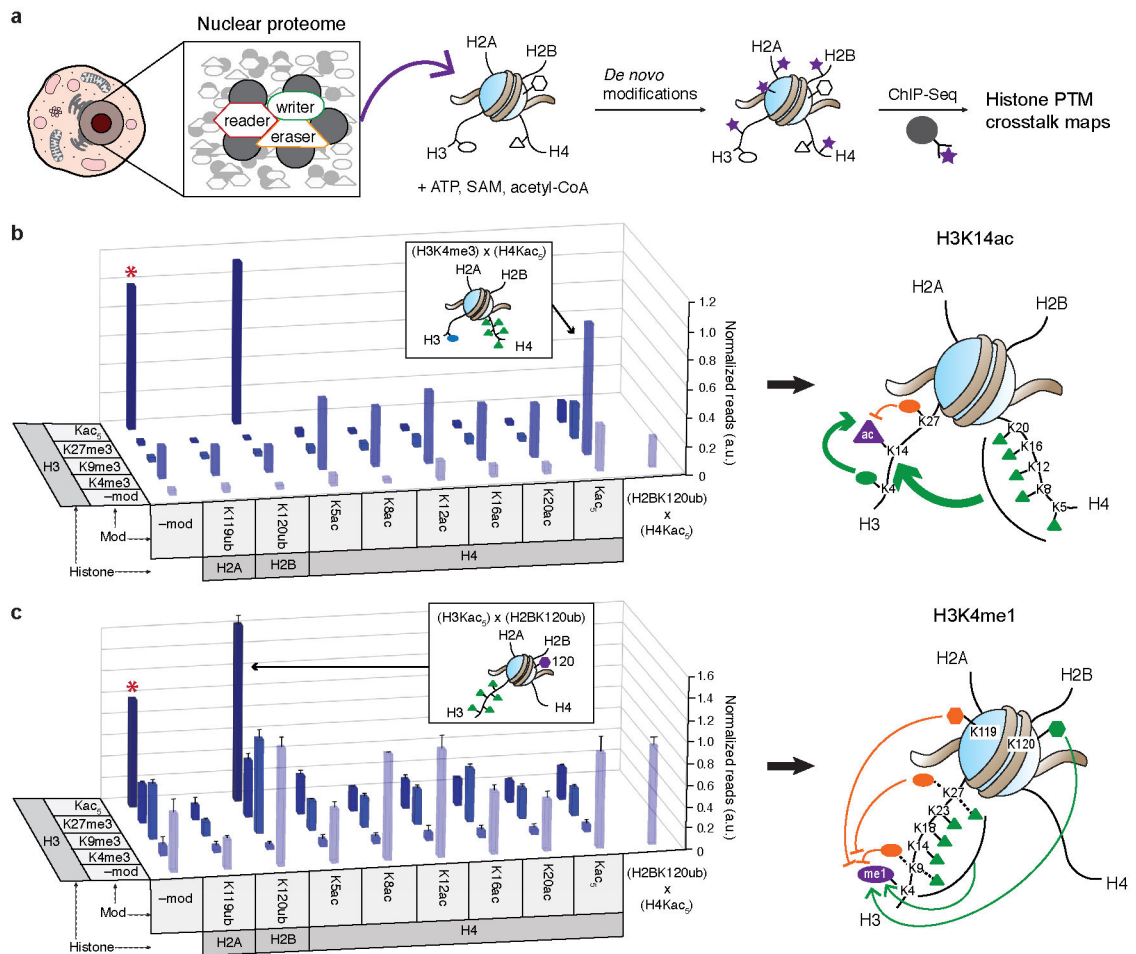 a
Nuclear proteome
reader
writer
eraser
H2A
H2B
H3
H4
+ ATP, SAM, acetyl-CoA
De novo
modifications
H2A
H2B
H3
H4
ChIP-Seq
Histone PTM
crosstalk maps
b
*
(H3K4me3) x (H4Kac5)
H2A
H2B
H3
H4
1.2
1.0
0.8
0.6
0.4
0.2
0
Normalized reads (a.u.)
H3
Kac5
K27me3
K9me3
K4me3
–mod
Mod
Histone
–mod
K119ub
K120ub
K5ac
K8ac
K12ac
K16ac
K20ac
Kac5
(H2BK120ub)
x
(H4Kac5)
H2A
H2B
H4
H3K14ac
H2A
H2B
K27
ac
K14
K4
H3
K20
K16
K12
K8
K5
H4
c
*
(H3Kac5) x (H2BK120ub)
H2A
H2B
120
H3
H4
1.6
1.2
1.0
0.8
0.6
0.4
0.2
0
Normalized reads (a.u.)
H3
Kac5
K27me3
K9me3
K4me3
–mod
Mod
Histone
–mod
K119ub
K120ub
K5ac
K8ac
K12ac
K16ac
K20ac
Kac5
(H2BK120ub)
x
(H4Kac5)
H2A
H2B
H4
H3K4me1
H2A
H2B
K119
K120
K27
K23
K18
K14
K9
me1
K4
H3
H4